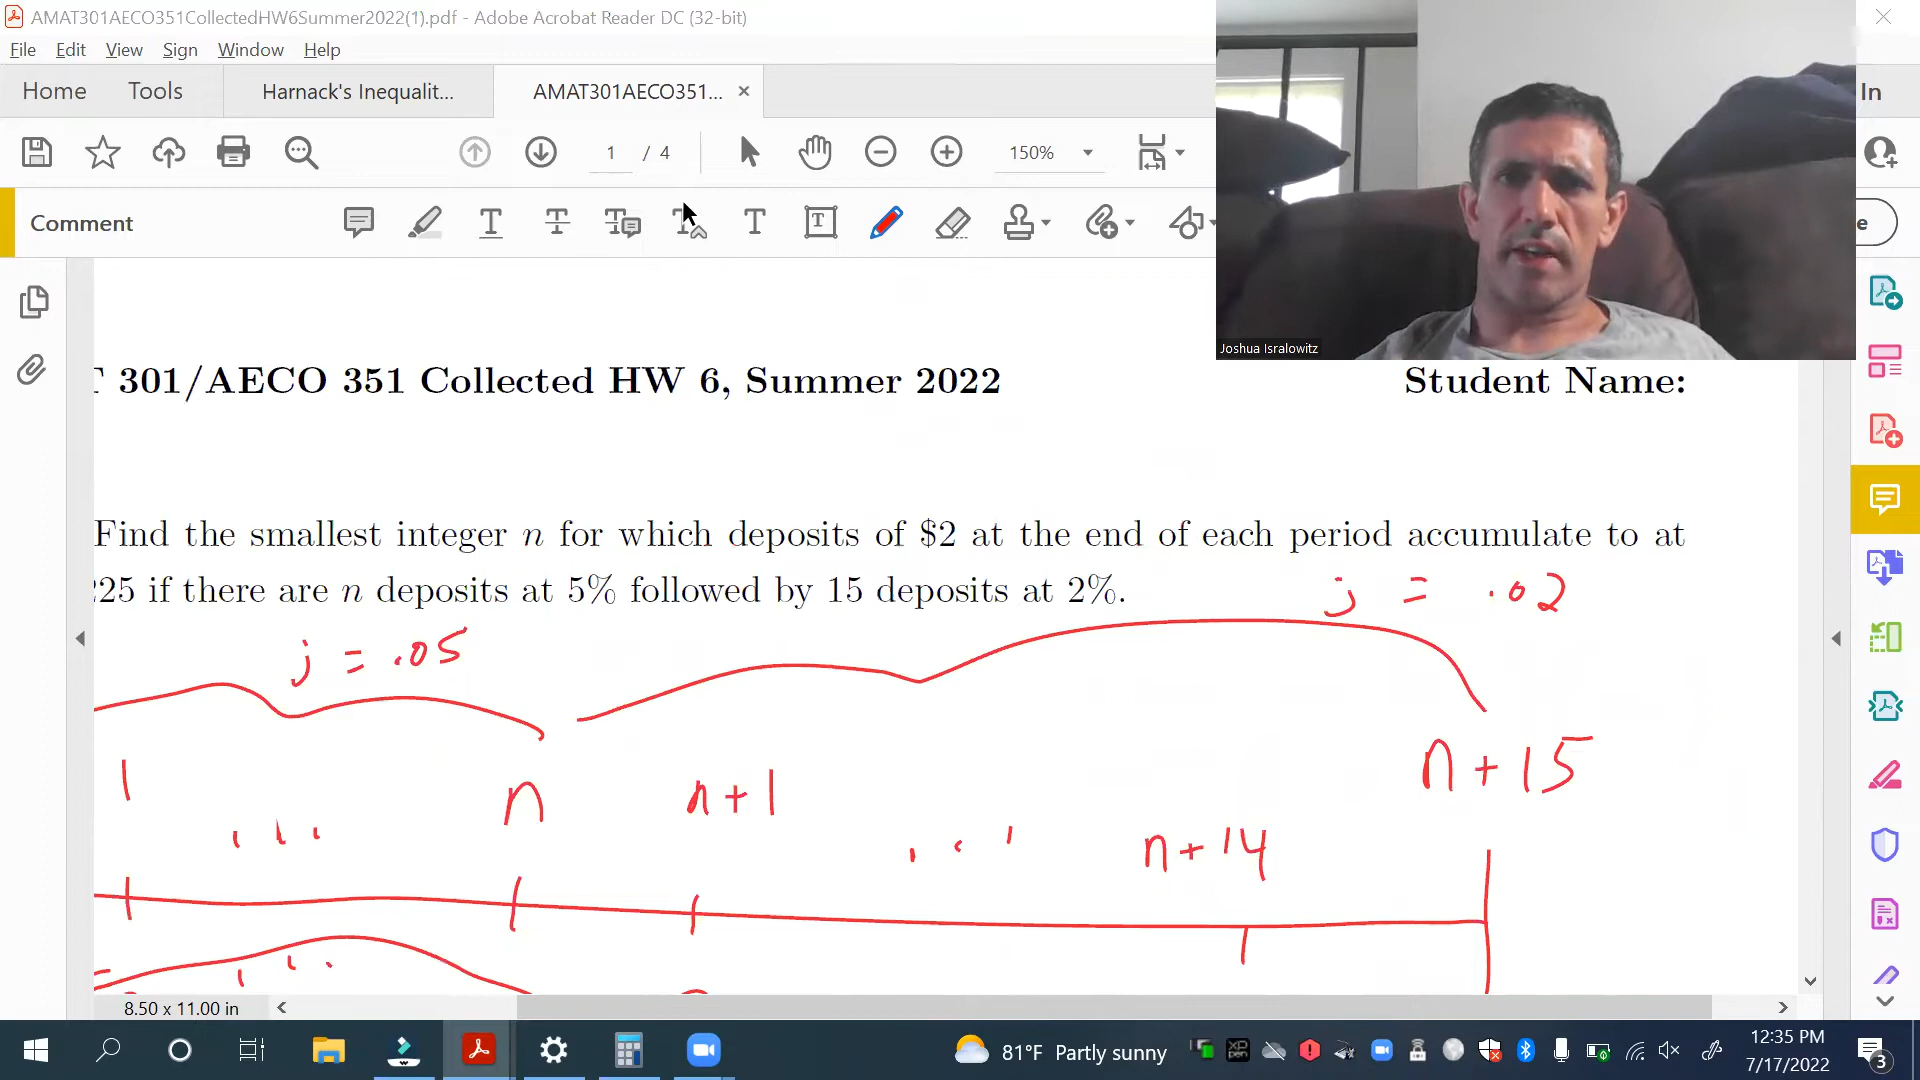 AMAT301AECO351CollectedHW6Summer2022(1).pdf - Adobe Acrobat Reader DC (32-bit)
File Edit View Sign Window Help
Home Tools Harnack's Inequalit... AMAT301AECO351... In
1 / 4 150%
Comment
Joshua Isralowitz
T 301/AECO 351 Collected HW 6, Summer 2022 Student Name:
Find the smallest integer n for which deposits of $2 at the end of each period accumulate to at
225 if there are n deposits at 5% followed by 15 deposits at 2%.
j = .02
j = .05
1 n n+1 n+15
... ... n+14
...
8.50 x 11.00 in
81°F Partly sunny
12:35 PM
7/17/2022
3